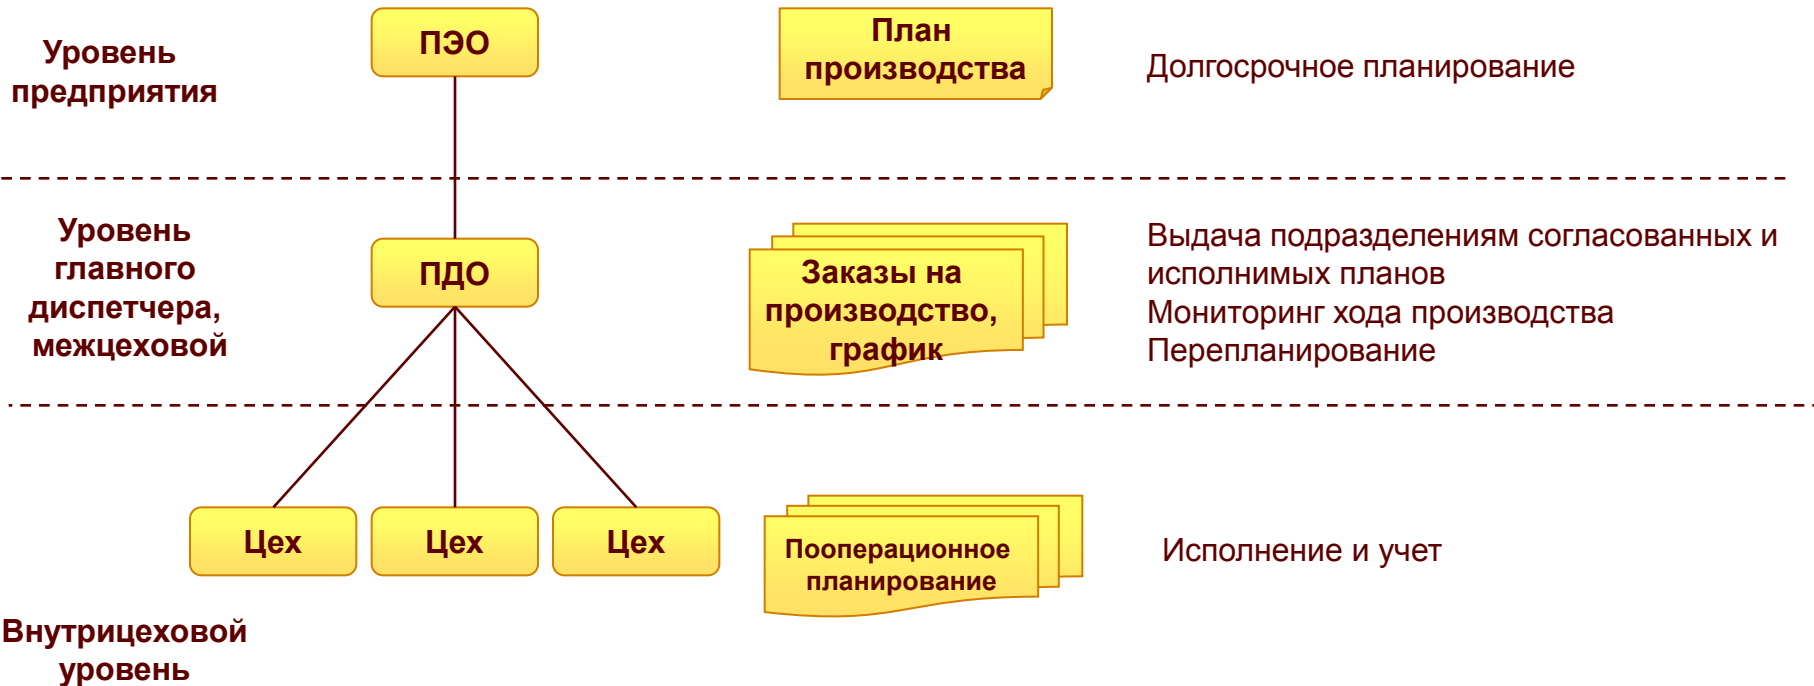 Уровень
предприятия
ПЭО
План
производства
Долгосрочное планирование
Уровень
главного
диспетчера,
межцеховой
ПДО
Заказы на
производство,
график
Выдача подразделениям согласованных и
исполнимых планов
Мониторинг хода производства
Перепланирование
Цех
Цех
Цех
Пооперационное
планирование
Исполнение и учет
Внутрицеховой
уровень